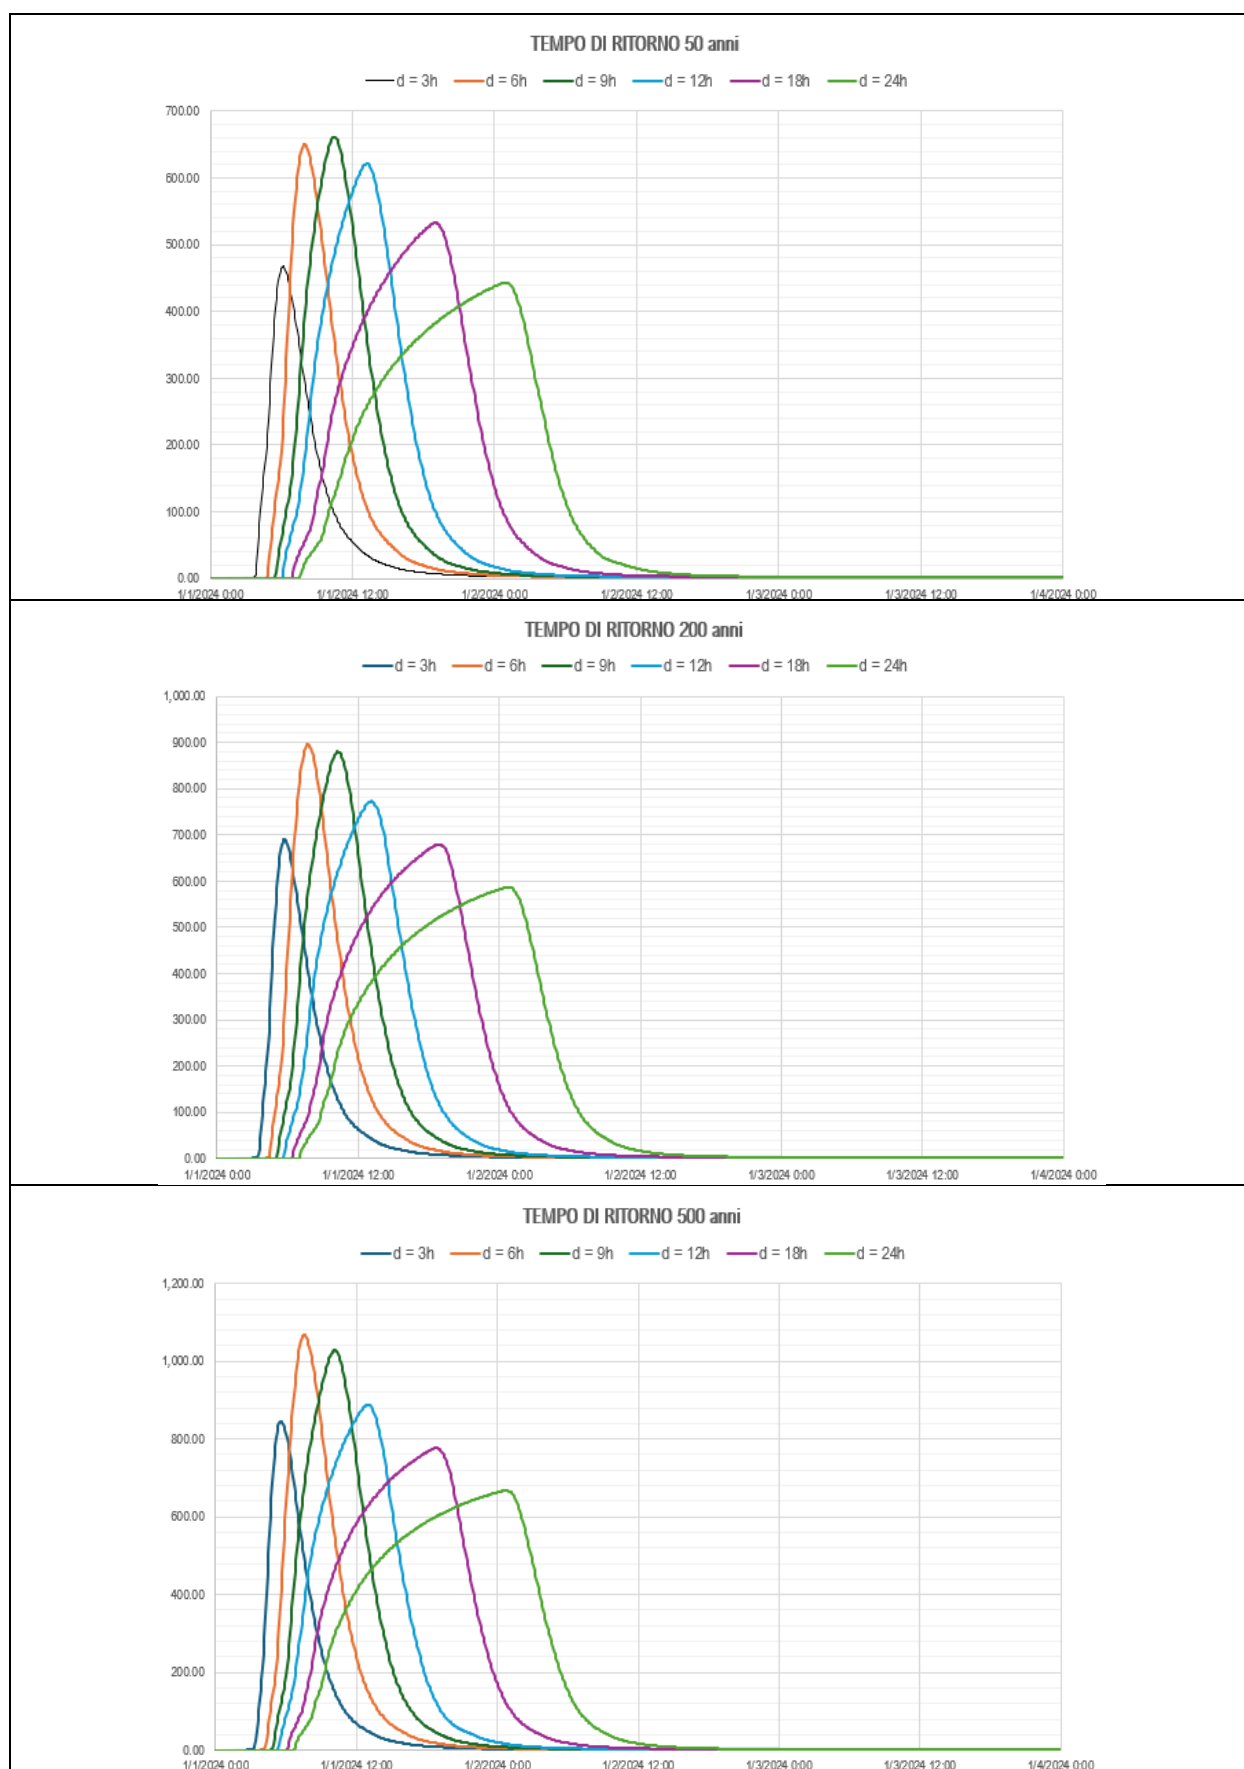 TEMPO DI RITORNO 50 anni
d = 3h d = 6h d = 9h d = 12h d = 18h d = 24h
700.00
600.00
500.00
400.00
300.00
200.00
100.00
0.00
1/1/2024 0:00 1/1/2024 12:00 1/2/2024 0:00 1/2/2024 12:00 1/3/2024 0:00 1/3/2024 12:00 1/4/2024 0:00
TEMPO DI RITORNO 200 anni
d = 3h d = 6h d = 9h d = 12h d = 18h d = 24h
1,000.00
900.00
800.00
700.00
600.00
500.00
400.00
300.00
200.00
100.00
0.00
1/1/2024 0:00 1/1/2024 12:00 1/2/2024 0:00 1/2/2024 12:00 1/3/2024 0:00 1/3/2024 12:00 1/4/2024 0:00
TEMPO DI RITORNO 500 anni
d = 3h d = 6h d = 9h d = 12h d = 18h d = 24h
1,200.00
1,000.00
800.00
600.00
400.00
200.00
0.00
1/1/2024 0:00 1/1/2024 12:00 1/2/2024 0:00 1/2/2024 12:00 1/3/2024 0:00 1/3/2024 12:00 1/4/2024 0:00